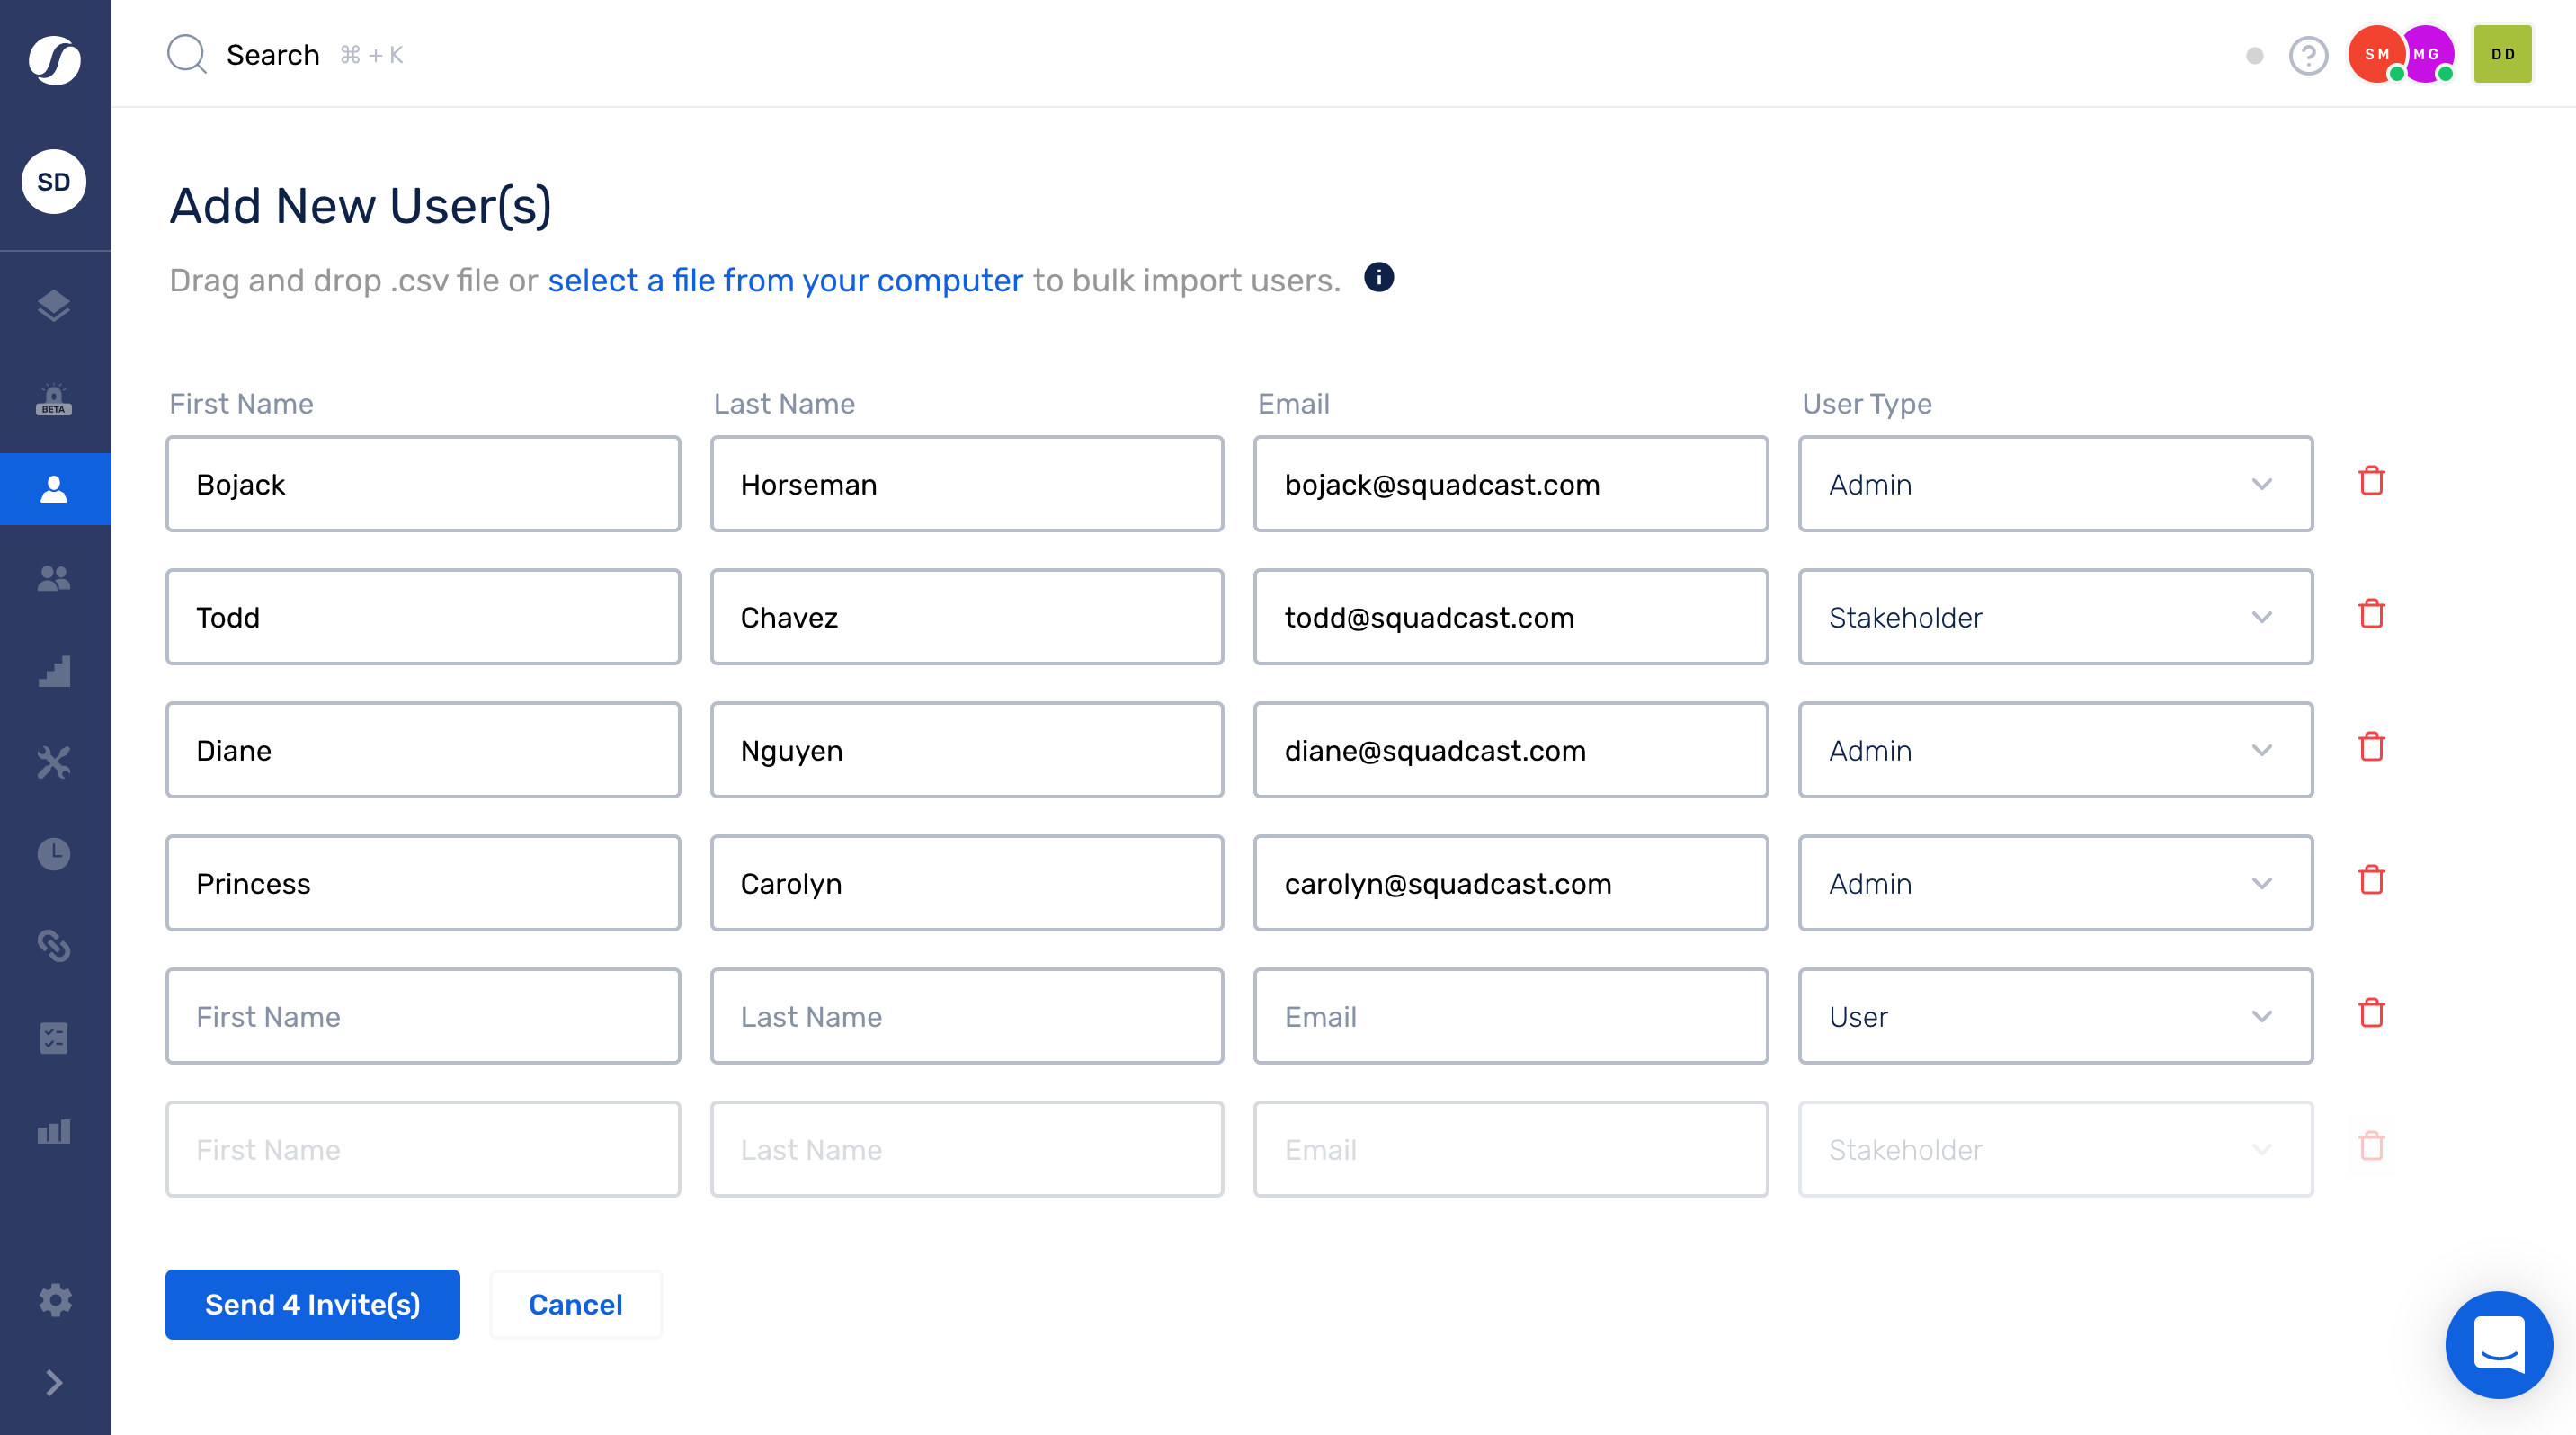 Search ⌘ + K
SM MG DD
SD
Add New User(s)
Drag and drop .csv file or select a file from your computer to bulk import users.
First Name Last Name Email User Type
BETA
Bojack Horseman bojack@squadcast.com Admin
Todd Chavez todd@squadcast.com Stakeholder
Diane Nguyen diane@squadcast.com Admin
Princess Carolyn carolyn@squadcast.com Admin
First Name Last Name Email User
First Name Last Name Email Stakeholder
Send 4 Invite(s) Cancel